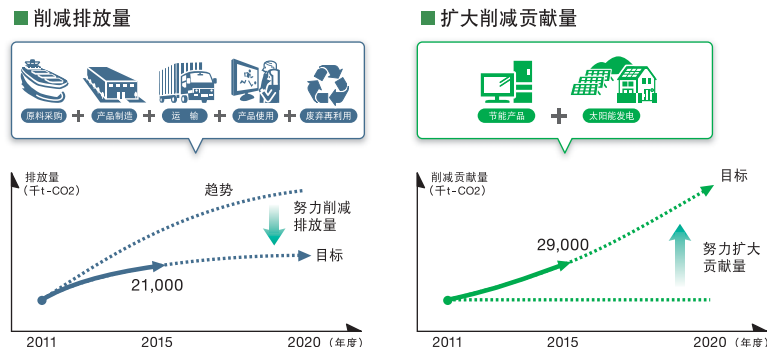 削减排放量
原料采购 + 产品制造 + 运 输 + 产品使用 + 废弃再利用
排放量
（千t-CO2）
趋势
努力削减
排放量
目标
21,000
2011 2015 2020（年度）
扩大削减贡献量
节能产品 + 太阳能发电
削减贡献量
（千t-CO2）
目标
29,000
努力扩大
贡献量
2011 2015 2020（年度）